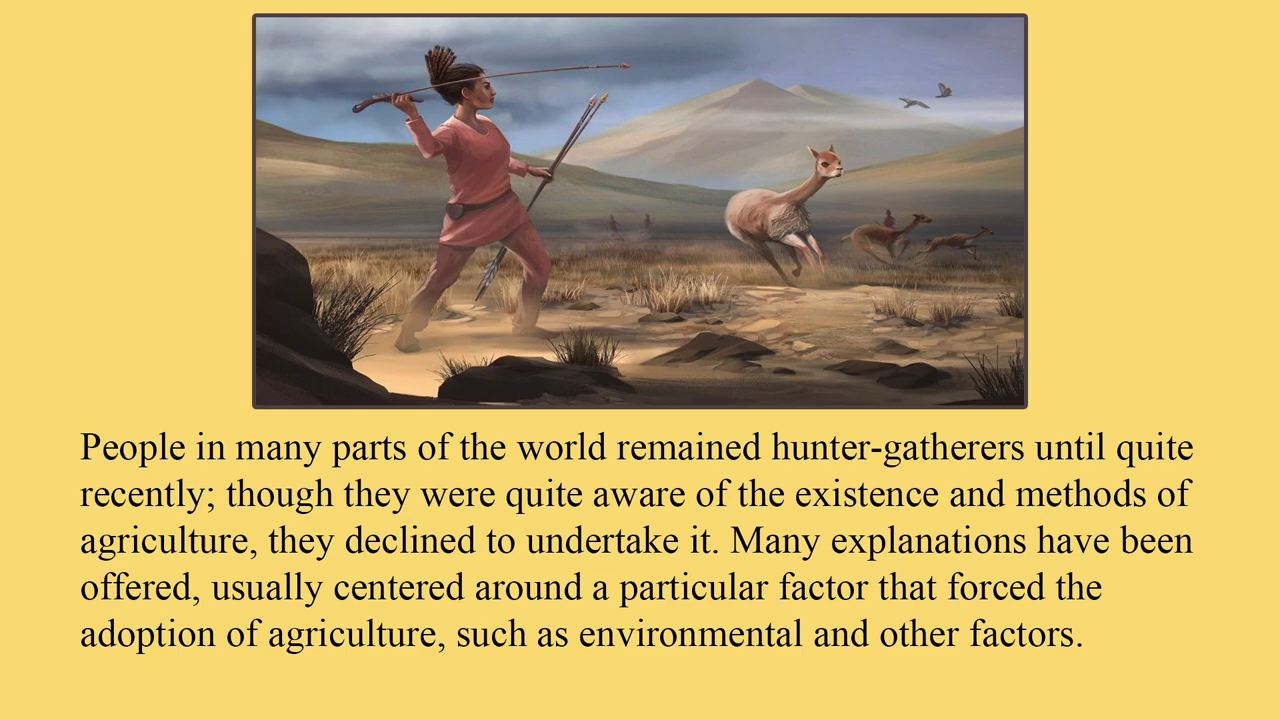 People in many parts of the world remained hunter-gatherers until quite
recently; though they were quite aware of the existence and methods of
agriculture, they declined to undertake it. Many explanations have been
offered, usually centered around a particular factor that forced the
adoption of agriculture, such as environmental and other factors.